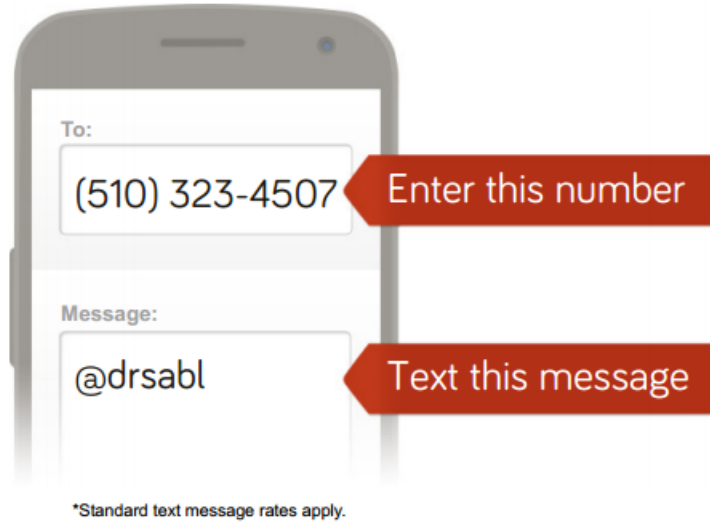 To:
(510) 323-4507
Enter this number
Message:
@drsabl
Text this message
*Standard text message rates apply.